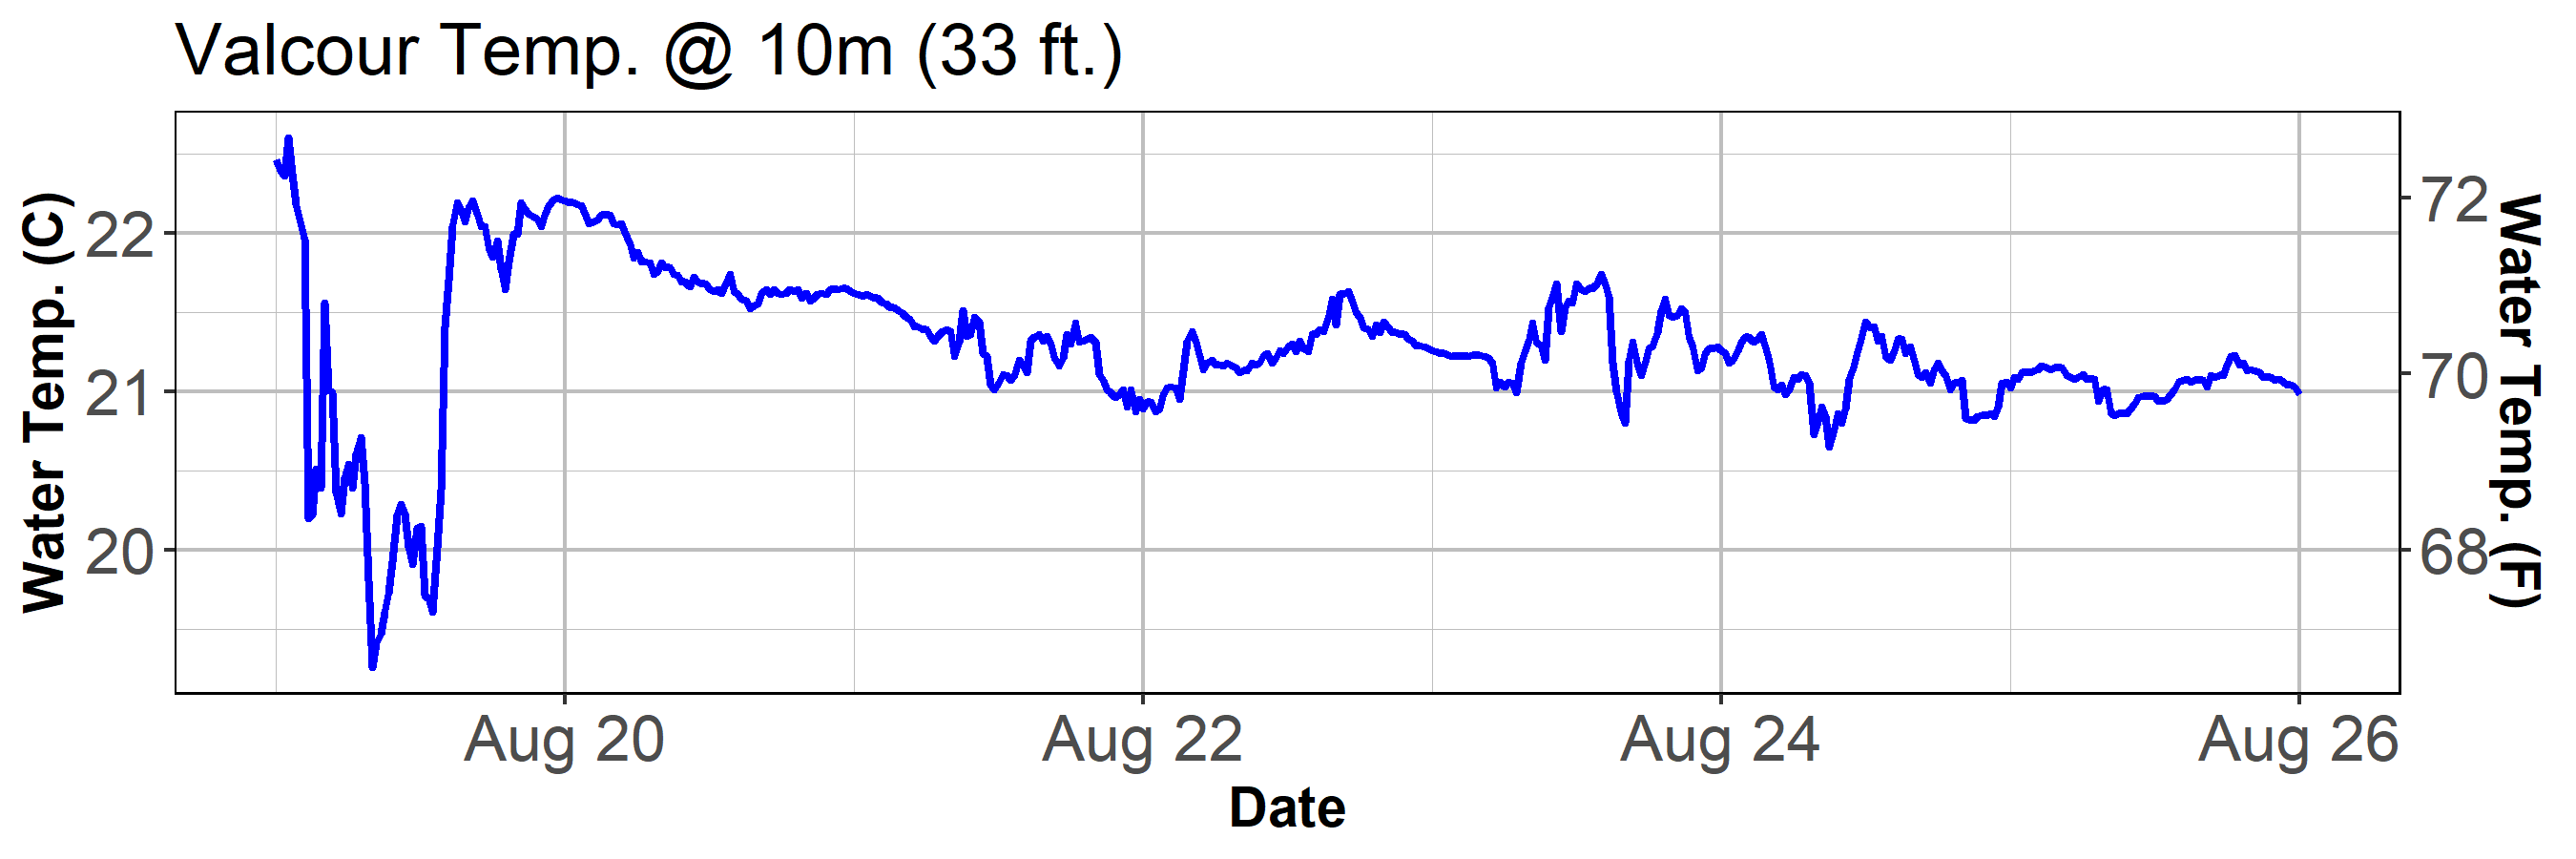 Valcour Temp. @ 10m (33 ft.)
Water Temp. (C)
22
21
20
72
70
68
Water Temp. (F)
Aug 20
Aug 22
Aug 24
Aug 26
Date